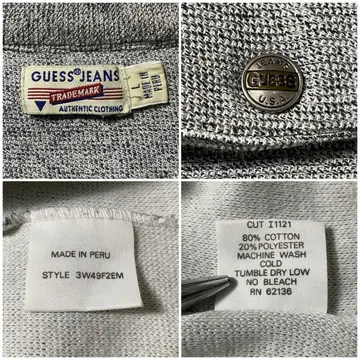 GUESS JEANS
TRADEMARK
AUTHENTIC CLOTHING
L
MADE IN
PERU
JEANS
GUESS
U.S.A.
MADE IN PERU
STYLE 3W49F2EM
CUT I1121
80% COTTON
20% POLYESTER
MACHINE WASH
COLD
TUMBLE DRY LOW
NO BLEACH
RN 62136